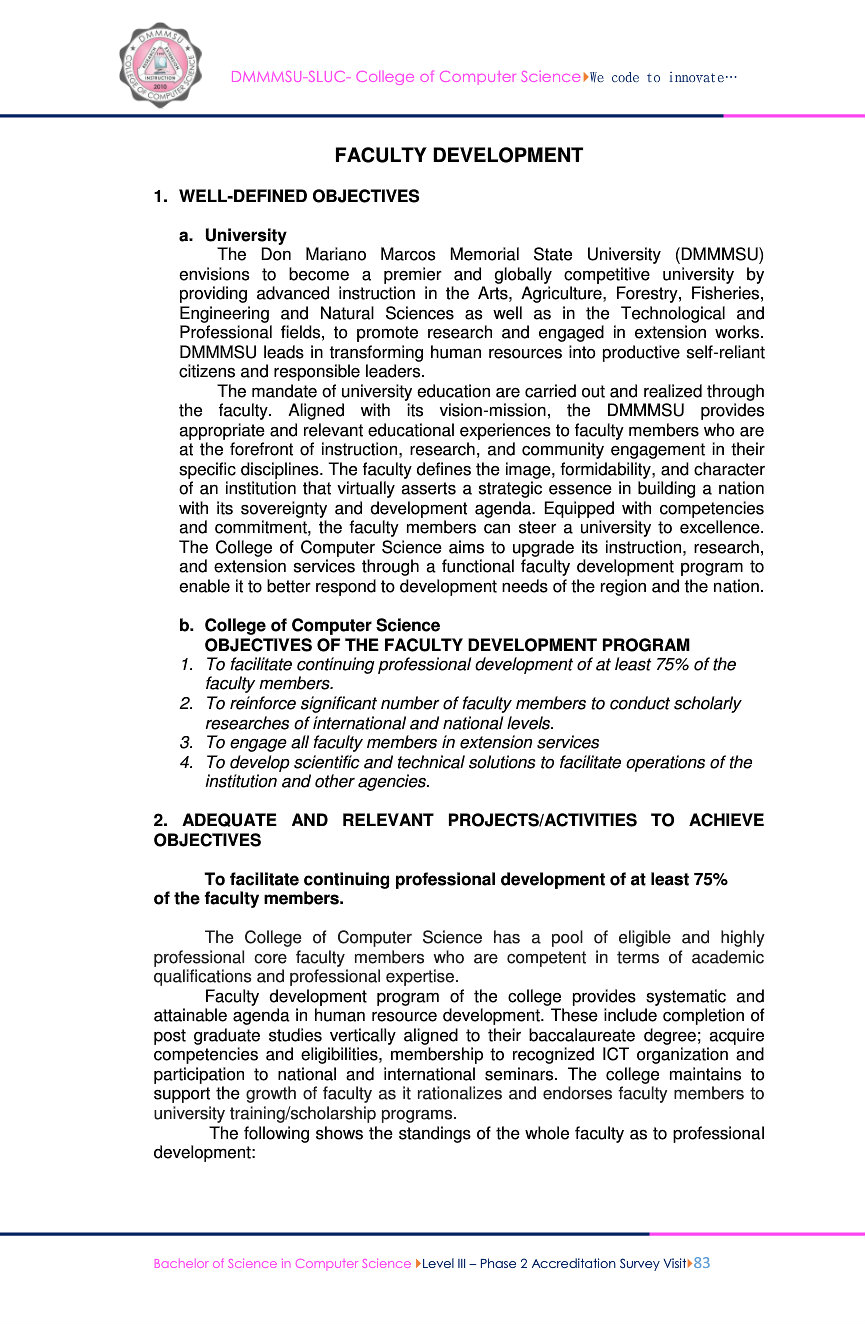 DMMMSU
COLLEGE OF COMPUTER SCIENCE
RESEARCH
EXTENSION
INSTRUCTION
2010
DMMMSU-SLUC- College of Computer Science We code to innovate…
FACULTY DEVELOPMENT
1. WELL-DEFINED OBJECTIVES
a. University
The Don Mariano Marcos Memorial State University (DMMMSU)
envisions to become a premier and globally competitive university by
providing advanced instruction in the Arts, Agriculture, Forestry, Fisheries,
Engineering and Natural Sciences as well as in the Technological and
Professional fields, to promote research and engaged in extension works.
DMMMSU leads in transforming human resources into productive self-reliant
citizens and responsible leaders.
The mandate of university education are carried out and realized through
the faculty. Aligned with its vision-mission, the DMMMSU provides
appropriate and relevant educational experiences to faculty members who are
at the forefront of instruction, research, and community engagement in their
specific disciplines. The faculty defines the image, formidability, and character
of an institution that virtually asserts a strategic essence in building a nation
with its sovereignty and development agenda. Equipped with competencies
and commitment, the faculty members can steer a university to excellence.
The College of Computer Science aims to upgrade its instruction, research,
and extension services through a functional faculty development program to
enable it to better respond to development needs of the region and the nation.
b. College of Computer Science
OBJECTIVES OF THE FACULTY DEVELOPMENT PROGRAM
1. To facilitate continuing professional development of at least 75% of the
faculty members.
2. To reinforce significant number of faculty members to conduct scholarly
researches of international and national levels.
3. To engage all faculty members in extension services
4. To develop scientific and technical solutions to facilitate operations of the
institution and other agencies.
2. ADEQUATE AND RELEVANT PROJECTS/ACTIVITIES TO ACHIEVE
OBJECTIVES
To facilitate continuing professional development of at least 75%
of the faculty members.
The College of Computer Science has a pool of eligible and highly
professional core faculty members who are competent in terms of academic
qualifications and professional expertise.
Faculty development program of the college provides systematic and
attainable agenda in human resource development. These include completion of
post graduate studies vertically aligned to their baccalaureate degree; acquire
competencies and eligibilities, membership to recognized ICT organization and
participation to national and international seminars. The college maintains to
support the growth of faculty as it rationalizes and endorses faculty members to
university training/scholarship programs.
The following shows the standings of the whole faculty as to professional
development:
Bachelor of Science in Computer Science Level III – Phase 2 Accreditation Survey Visit 83